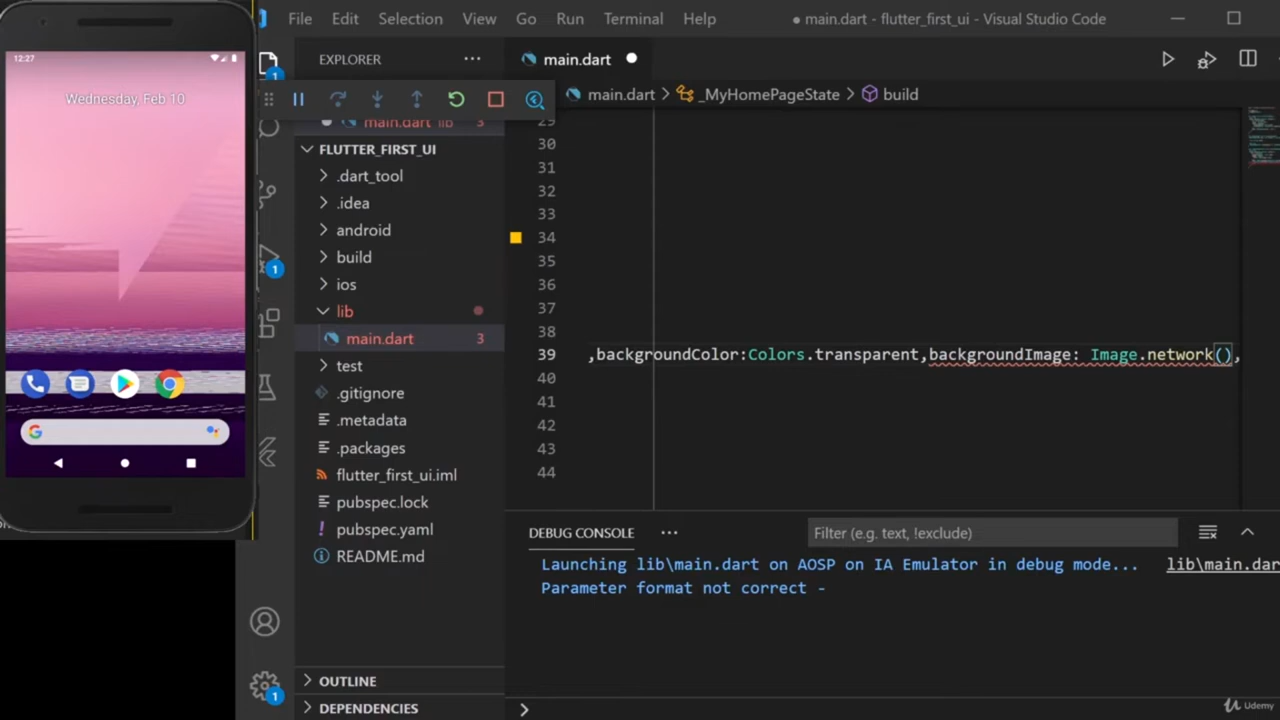 File Edit Selection View Go Run Terminal Help
● main.dart - flutter_first_ui - Visual Studio Code
12:27
Wednesday, Feb 10
EXPLORER
main.dart
1
main.dart > _MyHomePageState > build
main.dart lib 3
FLUTTER_FIRST_UI
.dart_tool
.idea
android
build
1
ios
lib
main.dart 3
test
.gitignore
.metadata
.packages
flutter_first_ui.iml
pubspec.lock
pubspec.yaml
README.md
29
30
31
32
33
34
35
36
37
38
39 ,backgroundColor:Colors.transparent,backgroundImage: Image.network(),
40
41
42
43
44
DEBUG CONSOLE
Filter (e.g. text, !exclude)
Launching lib\main.dart on AOSP on IA Emulator in debug mode... lib\main.dar
Parameter format not correct -
OUTLINE
1
DEPENDENCIES
Udemy